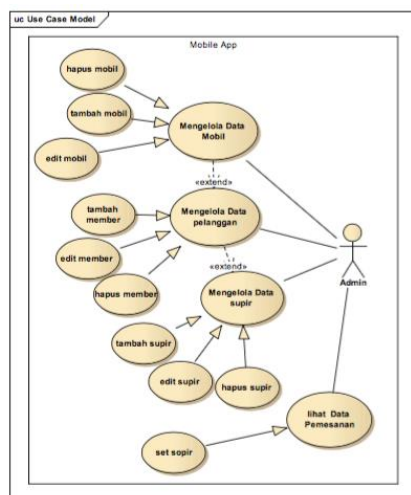 uc Use Case Model
Mobile App
hapus mobil
tambah mobil
edit mobil
Mengelola Data
Mobil
«extend»
tambah
member
Mengelola Data
pelanggan
edit member
hapus member
«extend»
Admin
Mengelola Data
supir
tambah supir
edit supir
hapus supir
lihat Data
Pemesanan
set sopir